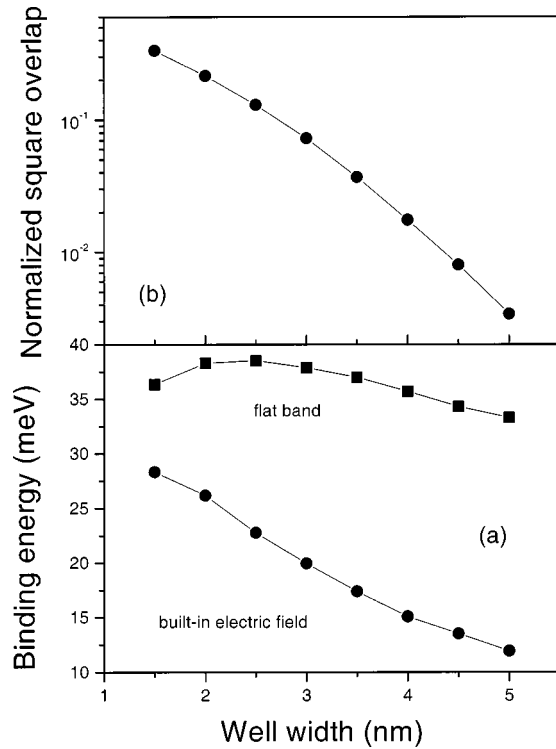 Normalized square overlap
10⁻¹
10⁻²
(b)
Binding energy (meV)
40
35
30
25
20
15
10
flat band
(a)
built-in electric field
1 2 3 4 5
Well width (nm)